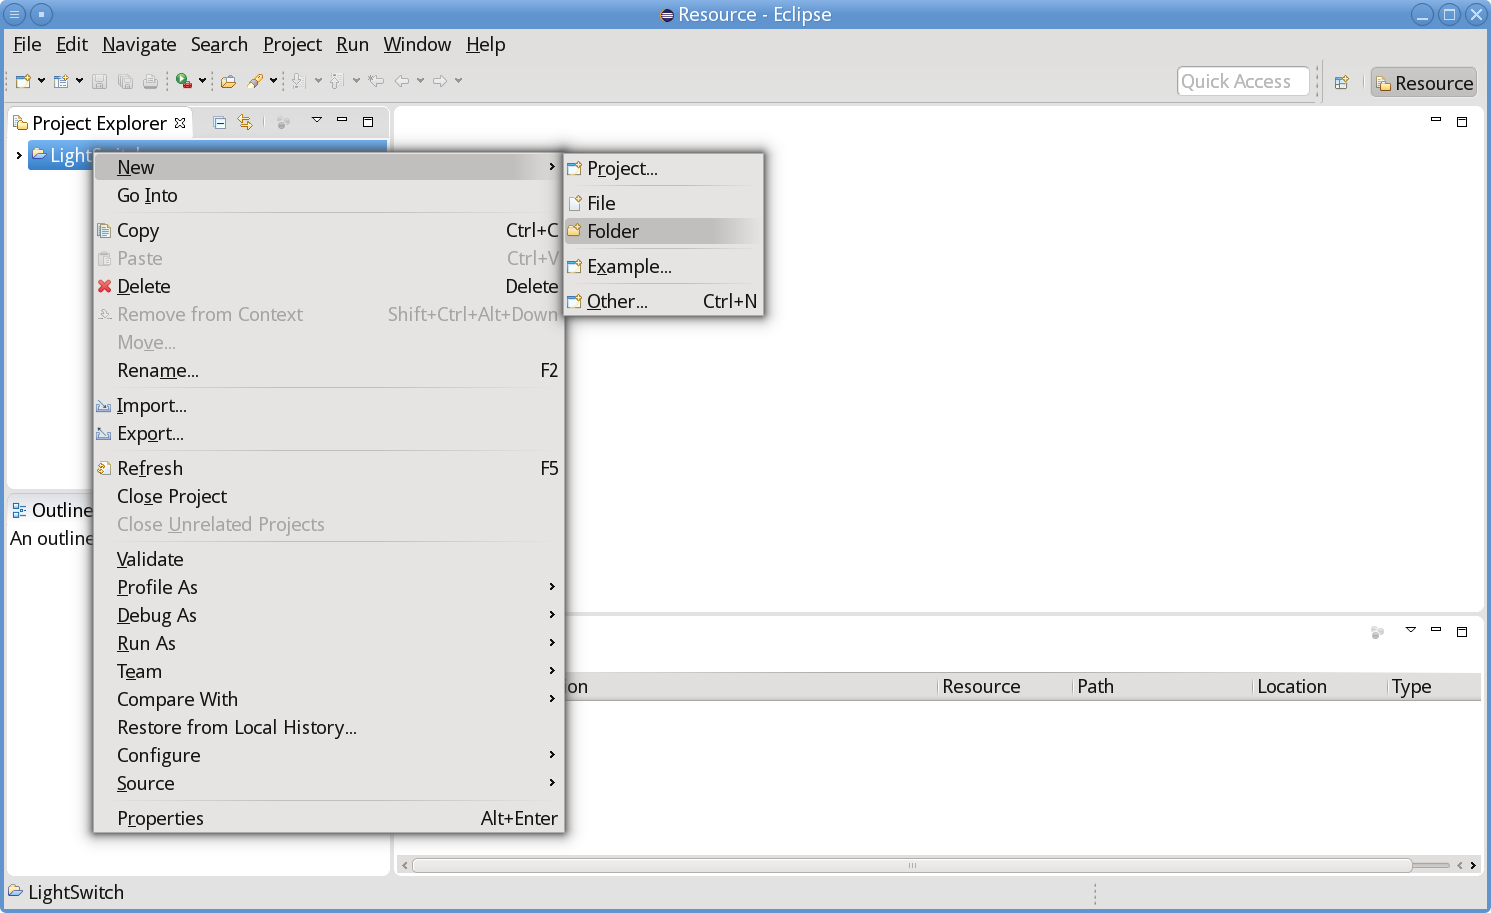 Resource - Eclipse
File Edit Navigate Search Project Run Window Help
Quick Access
Resource
Project Explorer
LightSwitch
New
Go Into
Copy Ctrl+C
Paste Ctrl+V
Delete Delete
Remove from Context Shift+Ctrl+Alt+Down
Move...
Rename... F2
Import...
Export...
Refresh F5
Close Project
Close Unrelated Projects
Validate
Profile As
Debug As
Run As
Team
Compare With
Restore from Local History...
Configure
Source
Properties Alt+Enter
Project...
File
Folder
Example...
Other... Ctrl+N
Outline
An outline
on Resource Path Location Type
LightSwitch